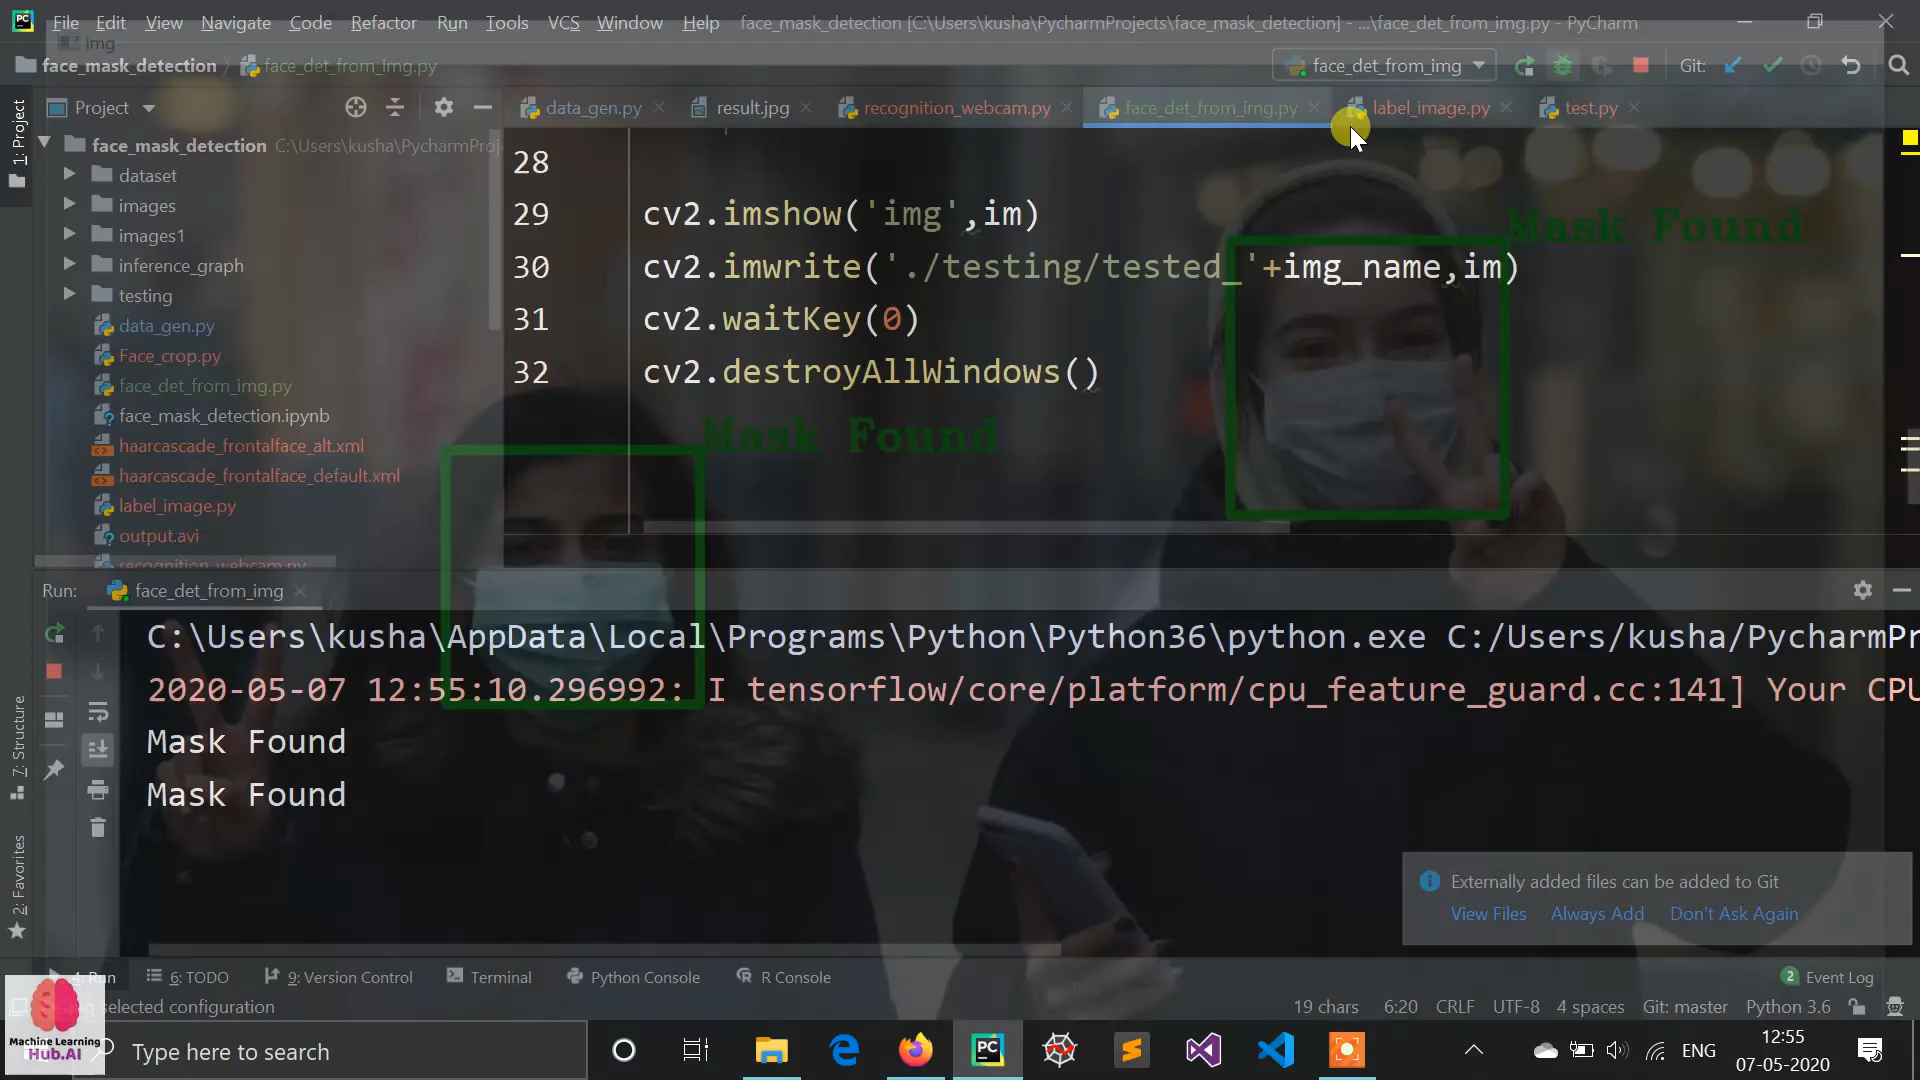 File Edit View Navigate Code Refactor Run Tools VCS Window Help face_mask_detection [C:\Users\kusha\PycharmProjects\face_mask_detection] - ...\face_det_from_img.py - PyCharm
img
face_mask_detection face_det_from_img.py face_det_from_img Git:
1: Project
Project
data_gen.py result.jpg recognition_webcam.py face_det_from_img.py label_image.py test.py
face_mask_detection C:\Users\kusha\PycharmProj
dataset
images
images1
inference_graph
testing
data_gen.py
Face_crop.py
face_det_from_img.py
face_mask_detection.ipynb
haarcascade_frontalface_alt.xml
haarcascade_frontalface_default.xml
label_image.py
output.avi
recognition_webcam.py
28
29 cv2.imshow('img',im)
30 cv2.imwrite('./testing/tested_'+img_name,im)
31 cv2.waitKey(0)
32 cv2.destroyAllWindows()
Mask Found
Mask Found
Run: face_det_from_img
C:\Users\kusha\AppData\Local\Programs\Python\Python36\python.exe C:/Users/kusha/PycharmPr
2020-05-07 12:55:10.296992: I tensorflow/core/platform/cpu_feature_guard.cc:141] Your CPU
Mask Found
Mask Found
7: Structure
2: Favorites
Externally added files can be added to Git
View Files Always Add Don't Ask Again
4: Run 6: TODO 9: Version Control Terminal Python Console R Console 2 Event Log
selected configuration 19 chars 6:20 CRLF UTF-8 4 spaces Git: master Python 3.6
Machine Learning
Hub.AI
Type here to search
ENG
12:55
07-05-2020